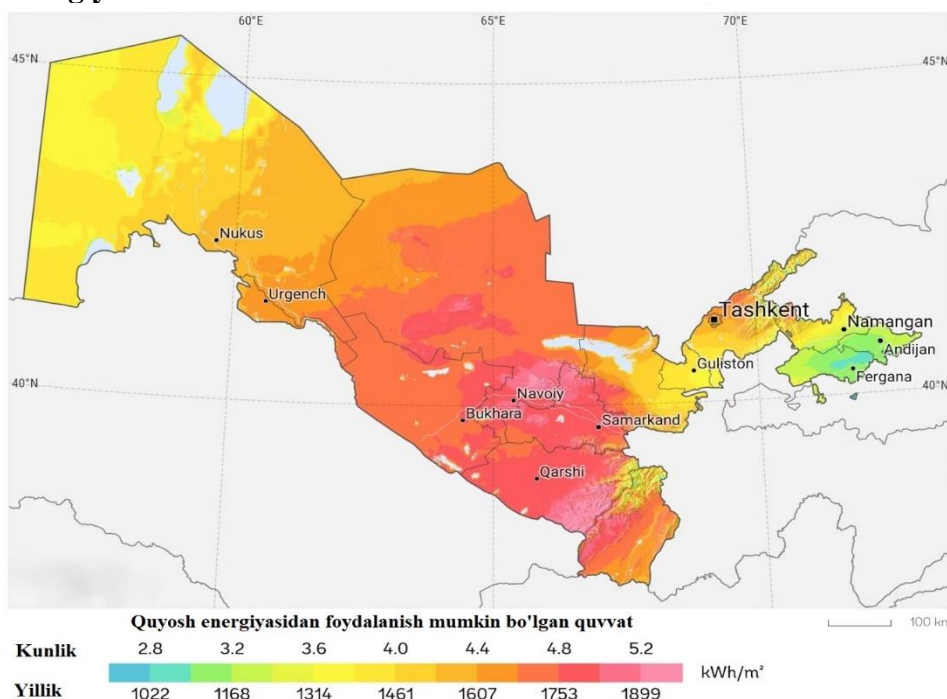 60°E 65°E 70°E
45°N 45°N
Nukus
Urgench
Tashkent
Namangan
Andijan
Guliston
Fergana
40°N 40°N
Navoiy
Bukhara
Samarkand
Qarshi
Quyosh energiyasidan foydalanish mumkin bo'lgan quvvat
100 km
Kunlik 2.8 3.2 3.6 4.0 4.4 4.8 5.2
kWh/m²
Yillik 1022 1168 1314 1461 1607 1753 1899